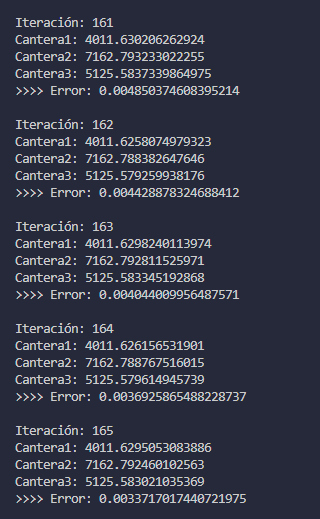 Iteración: 161
Cantera1: 4011.630206262924
Cantera2: 7162.793233022255
Cantera3: 5125.5837339864975
>>>> Error: 0.004850374608395214
Iteración: 162
Cantera1: 4011.6258074979323
Cantera2: 7162.788382647646
Cantera3: 5125.579259938176
>>>> Error: 0.004428878324688412
Iteración: 163
Cantera1: 4011.6298240113974
Cantera2: 7162.792811525971
Cantera3: 5125.583345192868
>>>> Error: 0.004044009956487571
Iteración: 164
Cantera1: 4011.626156531901
Cantera2: 7162.788767516015
Cantera3: 5125.579614945739
>>>> Error: 0.0036925865488228737
Iteración: 165
Cantera1: 4011.6295053083886
Cantera2: 7162.792460102563
Cantera3: 5125.583021035369
>>>> Error: 0.0033717017440721975